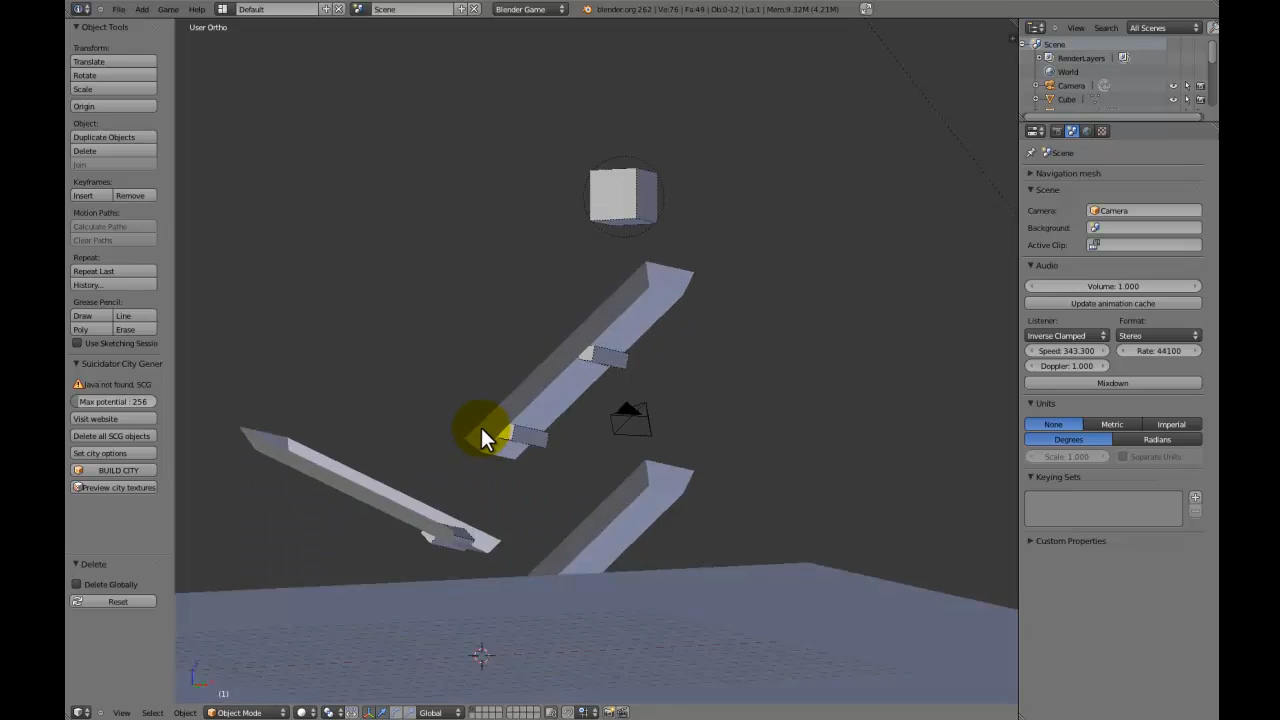 File Add Game Help Default Scene Blender Game blender.org 262 | Ve:76 | Fa:49 | Ob:0-12 | La:1 | Mem:9.32M (4.21M)
Object Tools
Transform:
Translate
Rotate
Scale
Origin
Object:
Duplicate Objects
Delete
Join
Keyframes:
Insert Remove
Motion Paths:
Calculate Paths
Clear Paths
Repeat:
Repeat Last
History...
Grease Pencil:
Draw Line
Poly Erase
Use Sketching Sessio
Suicidator City Gener
Java not found, SCG
Max potential : 256
Visit website
Delete all SCG objects
Set city options
BUILD CITY
Preview city textures
Delete
Delete Globally
Reset
User Ortho
(1)
View Select Object Object Mode Global
View Search All Scenes
Scene
RenderLayers
World
Camera
Cube
Scene
Navigation mesh
Scene
Camera: Camera
Background:
Active Clip:
Audio
Volume: 1.000
Update animation cache
Listener: Format:
Inverse Clamped Stereo
Speed: 343.300 Rate: 44100
Doppler: 1.000
Mixdown
Units
None Metric Imperial
Degrees Radians
Scale: 1.000 Separate Units
Keying Sets
Custom Properties